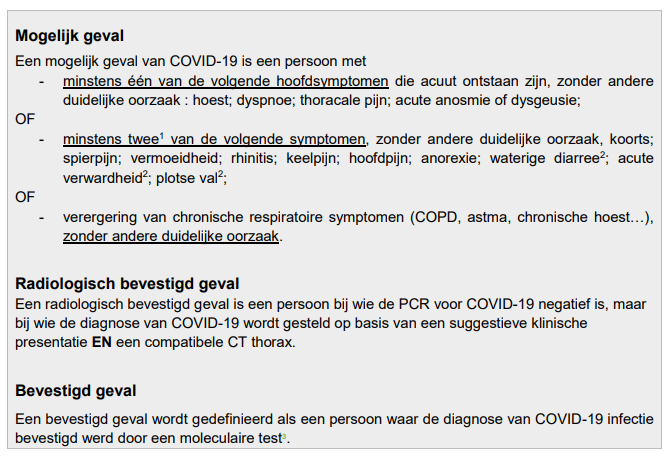 Mogelijk geval
Een mogelijk geval van COVID-19 is een persoon met
- minstens één van de volgende hoofdsymptomen die acuut ontstaan zijn, zonder andere
duidelijke oorzaak : hoest; dyspnoe; thoracale pijn; acute anosmie of dysgeusie;
OF
- minstens twee¹ van de volgende symptomen, zonder andere duidelijke oorzaak, koorts;
spierpijn; vermoeidheid; rhinitis; keelpijn; hoofdpijn; anorexie; waterige diarree²; acute
verwardheid²; plotse val²;
OF
- verergering van chronische respiratoire symptomen (COPD, astma, chronische hoest…),
zonder andere duidelijke oorzaak.
Radiologisch bevestigd geval
Een radiologisch bevestigd geval is een persoon bij wie de PCR voor COVID-19 negatief is, maar
bij wie de diagnose van COVID-19 wordt gesteld op basis van een suggestieve klinische
presentatie EN een compatibele CT thorax.
Bevestigd geval
Een bevestigd geval wordt gedefinieerd als een persoon waar de diagnose van COVID-19 infectie
bevestigd werd door een moleculaire test³.